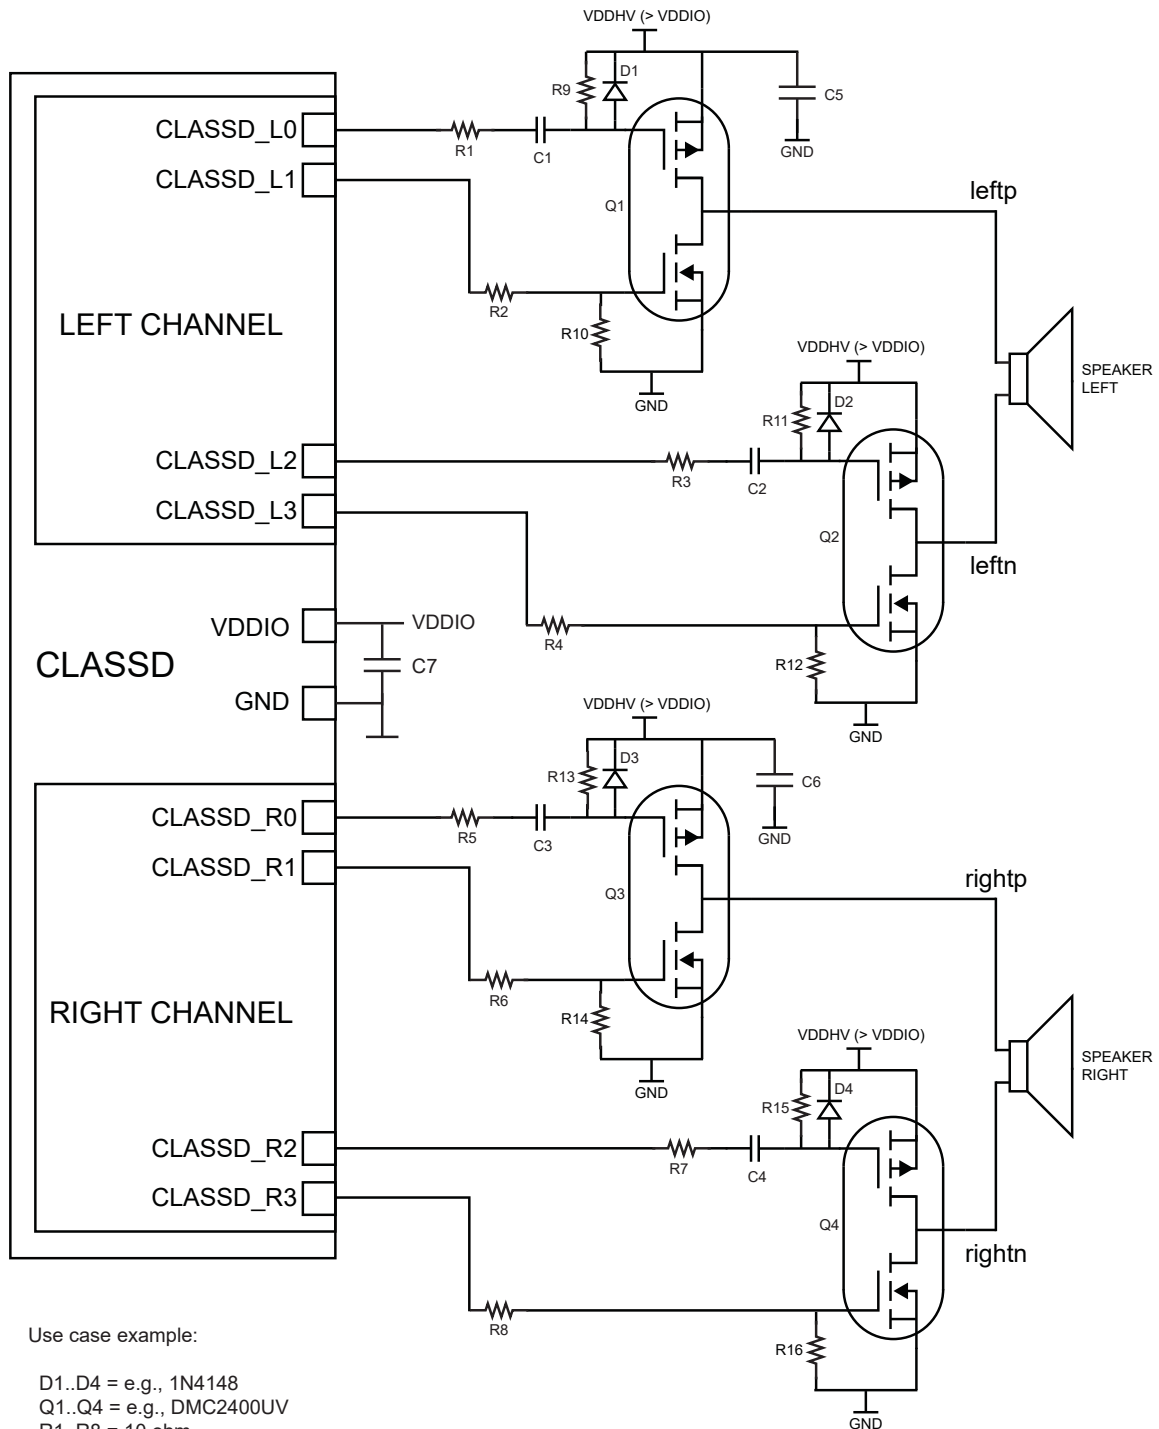 VDDHV (> VDDIO)
D1
R9
C5
CLASSD_L0
R1
C1
GND
CLASSD_L1
leftp
Q1
R2
LEFT CHANNEL
R10
VDDHV (> VDDIO)
GND
SPEAKER
LEFT
D2
R11
CLASSD_L2
R3
C2
CLASSD_L3
Q2
leftn
VDDIO
VDDIO
R4
CLASSD
C7
R12
GND
VDDHV (> VDDIO)
GND
D3
R13
C6
CLASSD_R0
R5
C3
GND
CLASSD_R1
rightp
Q3
R6
RIGHT CHANNEL
R14
VDDHV (> VDDIO)
GND
SPEAKER
RIGHT
D4
R15
CLASSD_R2
R7
C4
CLASSD_R3
Q4
rightn
R8
Use case example:
R16
D1..D4 = e.g., 1N4148
Q1..Q4 = e.g., DMC2400UV
R1..R8 = 10 ohm
GND